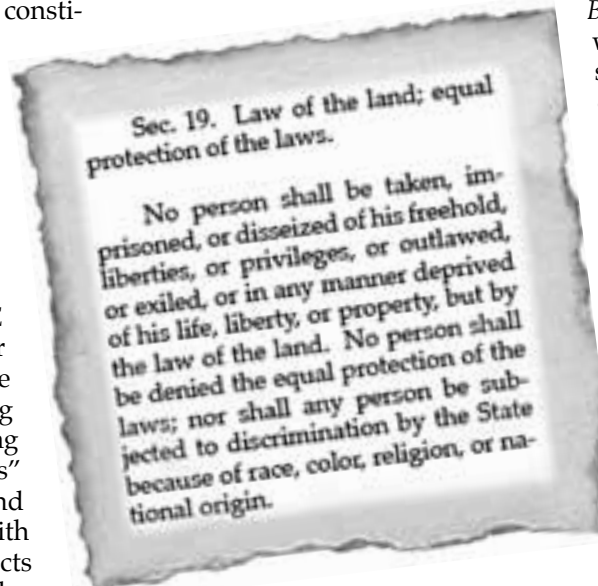 consti-
Sec. 19. Law of the land; equal
protection of the laws.
No person shall be taken, im-
prisoned, or disseized of his freehold,
liberties, or privileges, or outlawed,
or exiled, or in any manner deprived
of his life, liberty, or property, but by
the law of the land. No person shall
be denied the equal protection of the
laws; nor shall any person be sub-
jected to discrimination by the State
because of race, color, religion, or na-
tional origin.